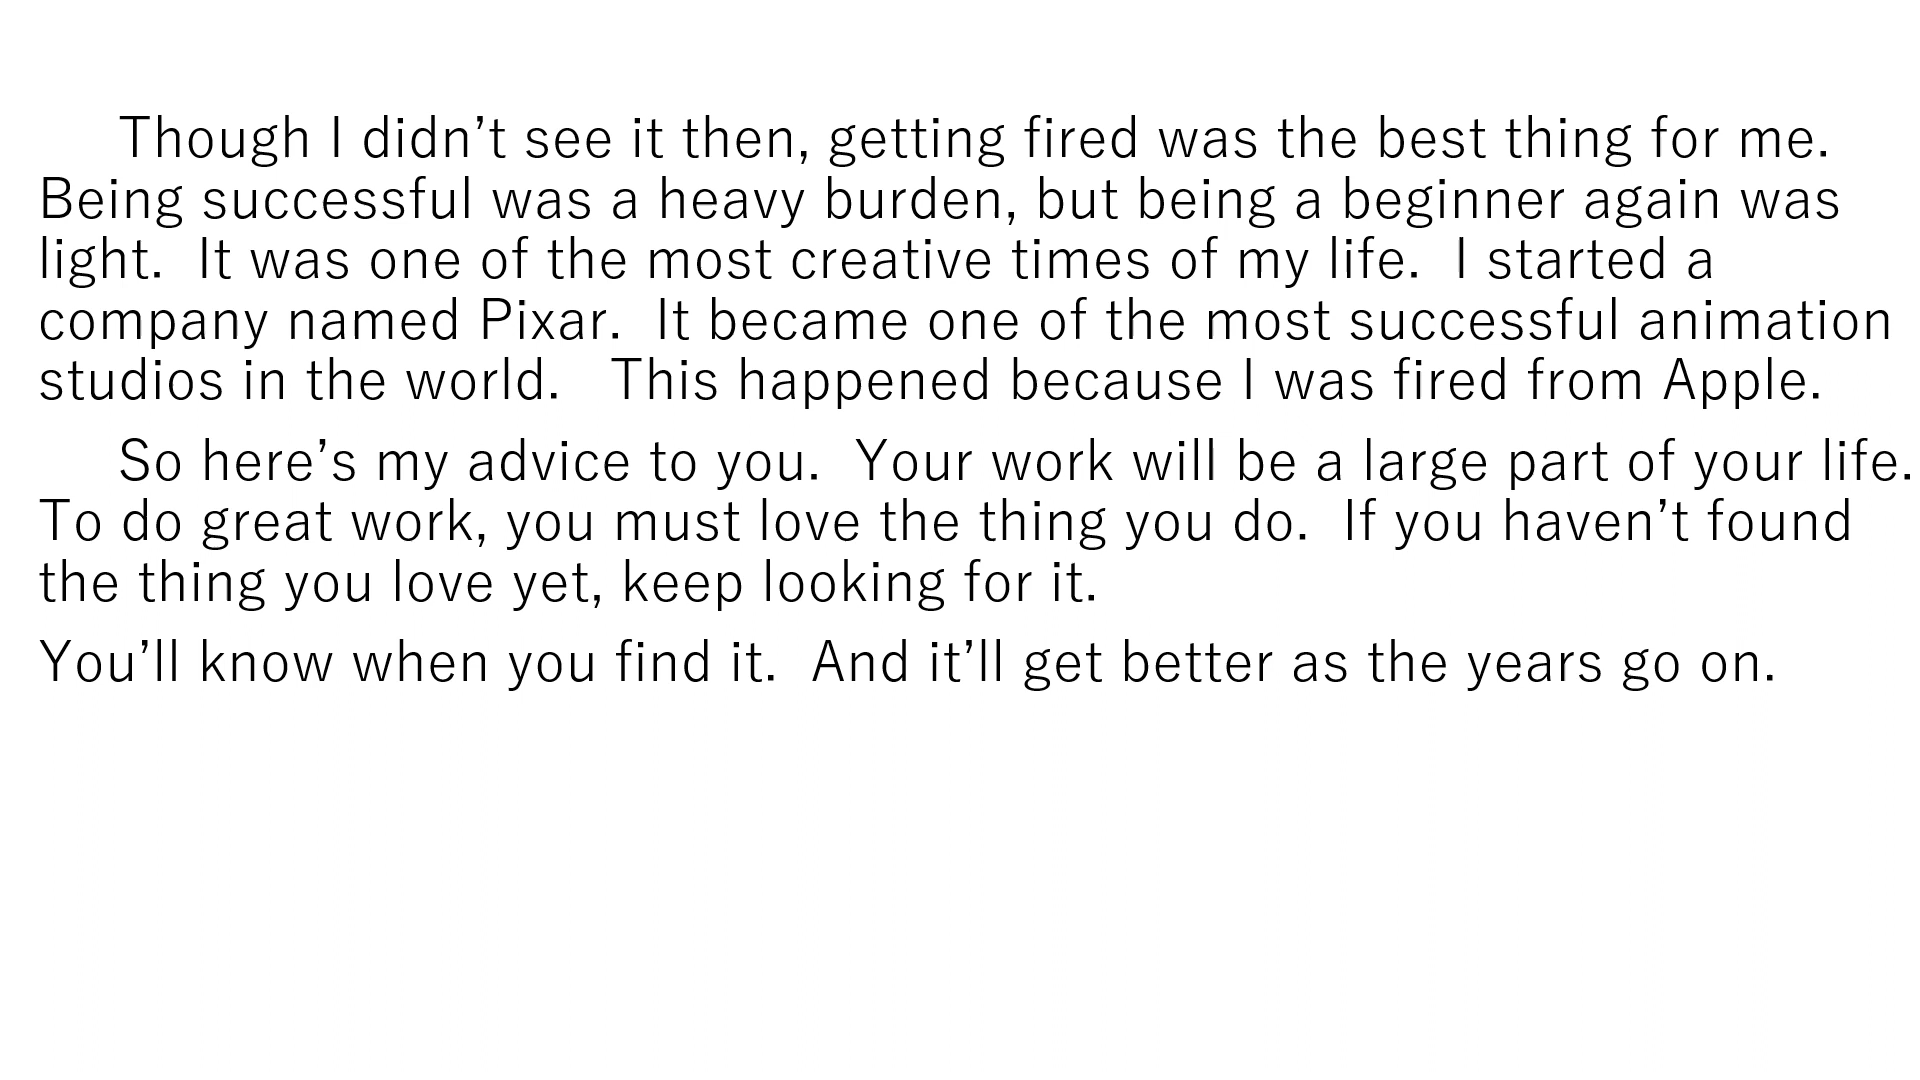 Though I didn’t see it then, getting fired was the best thing for me.
Being successful was a heavy burden, but being a beginner again was
light.  It was one of the most creative times of my life.  I started a
company named Pixar.  It became one of the most successful animation
studios in the world.   This happened because I was fired from Apple.
So here’s my advice to you.  Your work will be a large part of your life.
To do great work, you must love the thing you do.  If you haven’t found
the thing you love yet, keep looking for it.
You’ll know when you find it.  And it’ll get better as the years go on.